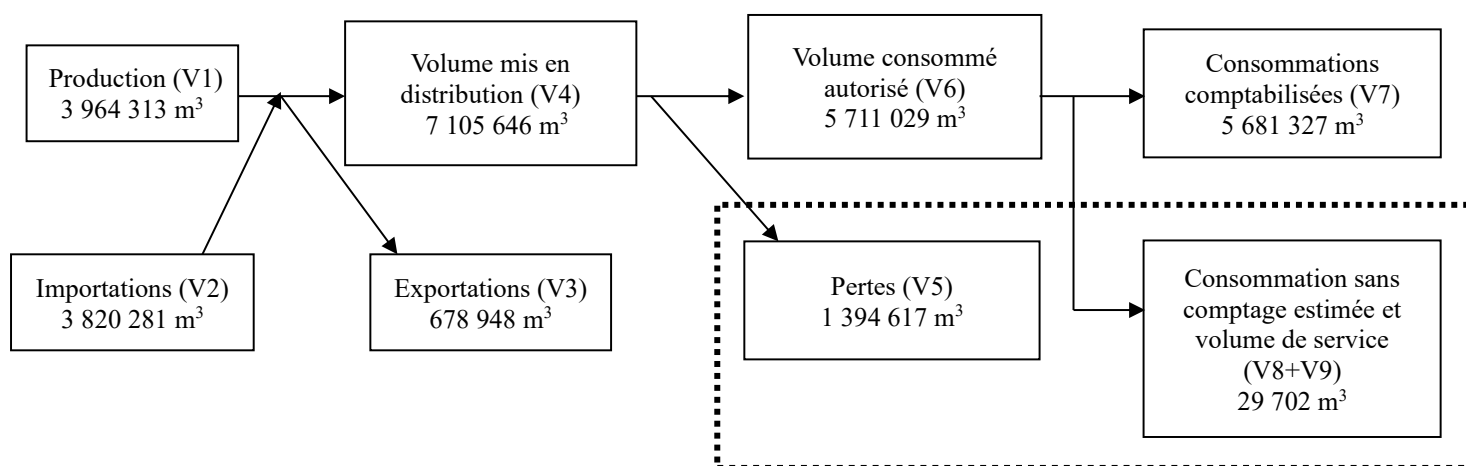 Production (V1)
3 964 313 m³
Volume mis en
distribution (V4)
7 105 646 m³
Volume consommé
autorisé (V6)
5 711 029 m³
Consommations
comptabilisées (V7)
5 681 327 m³
Importations (V2)
3 820 281 m³
Exportations (V3)
678 948 m³
Pertes (V5)
1 394 617 m³
Consommation sans
comptage estimée et
volume de service
(V8+V9)
29 702 m³